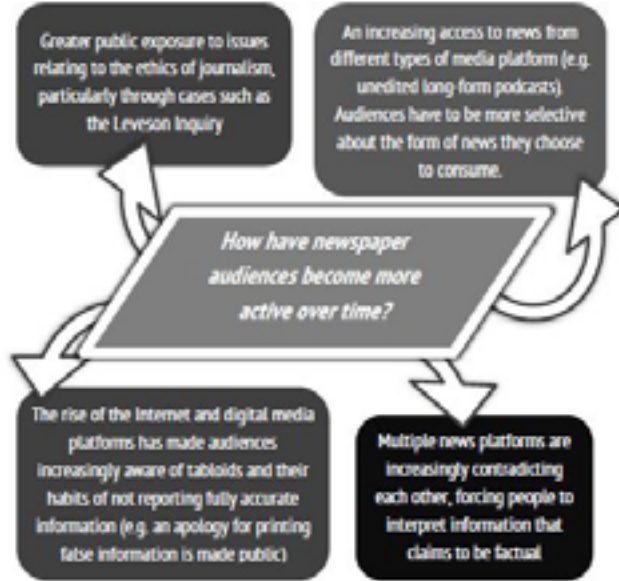 Greater public exposure to issues
relating to the ethics of journalism,
particularly through cases such as
the Leveson Inquiry
An increasing access to news from
different types of media platform (e.g.
unedited long-form podcasts).
Audiences have to be more selective
about the form of news they choose
to consume.
How have newspaper
audiences become more
active over time?
The rise of the Internet and digital media
platforms has made audiences
increasingly aware of tabloids and their
habits of not reporting fully accurate
information (e.g. an apology for printing
false information is made public)
Multiple news platforms are
increasingly contradicting
each other, forcing people to
interpret information that
claims to be factual